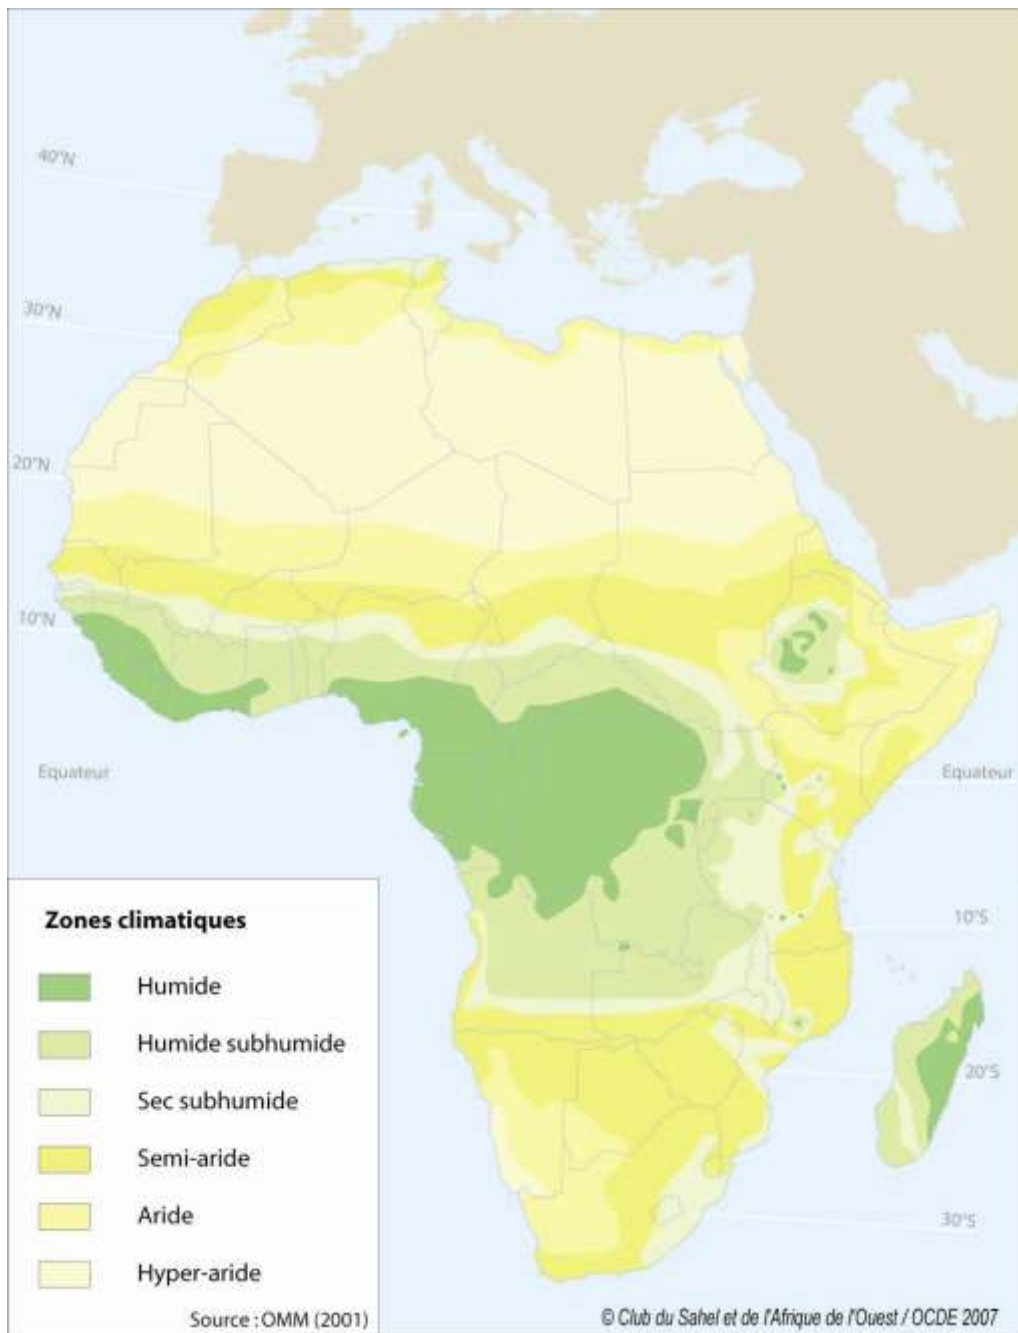 40°N
30°N
20°N
10°N
Equateur
Equateur
10°S
20°S
30°S
Zones climatiques
Humide
Humide subhumide
Sec subhumide
Semi-aride
Aride
Hyper-aride
Source : OMM (2001)
© Club du Sahel et de l'Afrique de l'Ouest / OCDE 2007